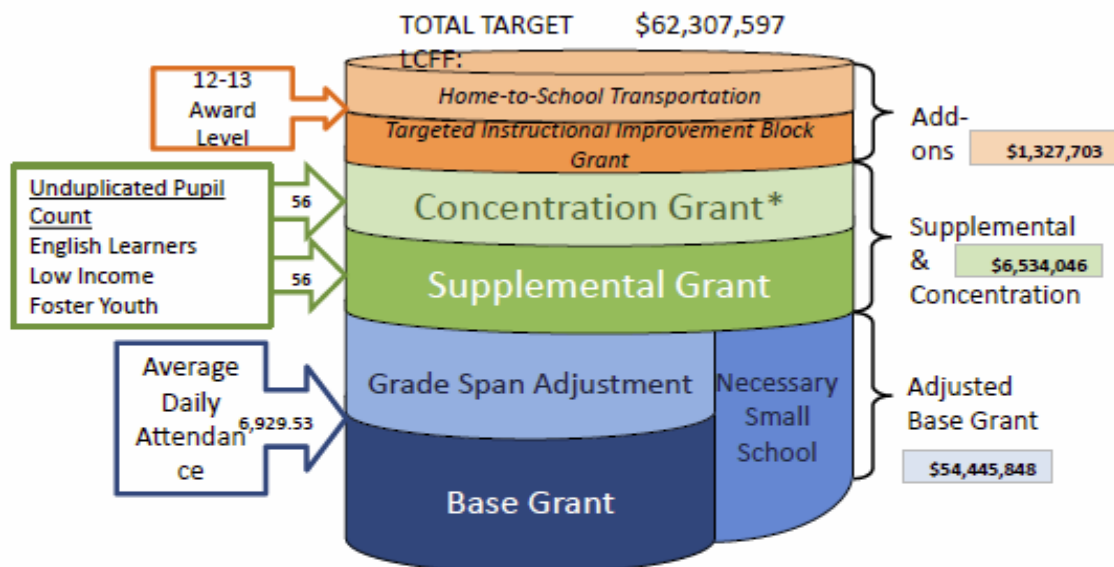 TOTAL TARGET $62,307,597
LCFF:
12-13
Award
Level
Home-to-School Transportation
Targeted Instructional Improvement Block
Grant
Add-
ons $1,327,703
Unduplicated Pupil
Count
English Learners
Low Income
Foster Youth
56
56
Concentration Grant*
Supplemental Grant
Supplemental
& $6,534,046
Concentration
Average
Daily
Attendan
ce
6,929.53
Grade Span Adjustment
Base Grant
Necessary
Small
School
Adjusted
Base Grant
$54,445,848